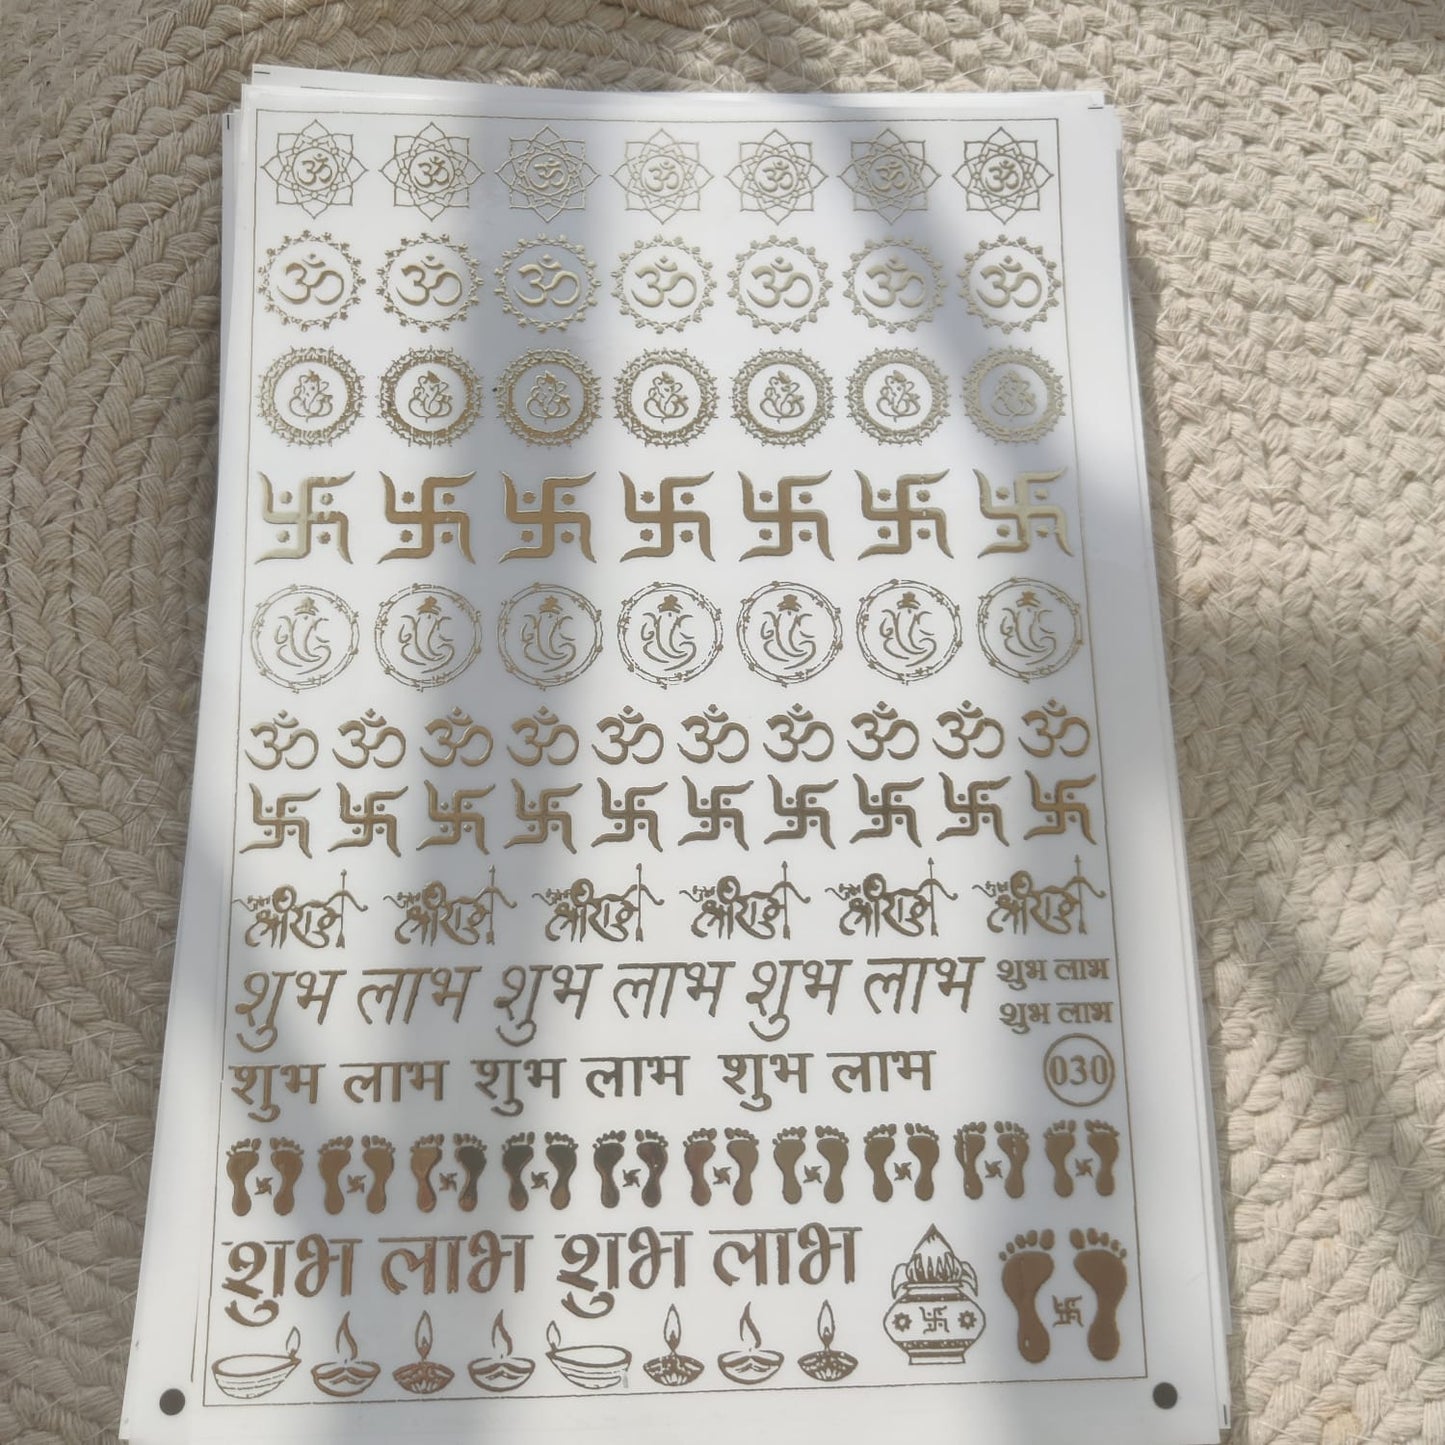 ॐ ॐ ॐ ॐ ॐ ॐ ॐ
ॐ ॐ ॐ ॐ ॐ ॐ ॐ
ॐ ॐ ॐ ॐ ॐ ॐ ॐ ॐ ॐ ॐ
श्रीराम श्रीराम श्रीराम श्रीराम श्रीराम श्रीराम
शुभ लाभ शुभ लाभ शुभ लाभ
शुभ लाभ
शुभ लाभ
शुभ लाभ शुभ लाभ शुभ लाभ
030
शुभ लाभ शुभ लाभ